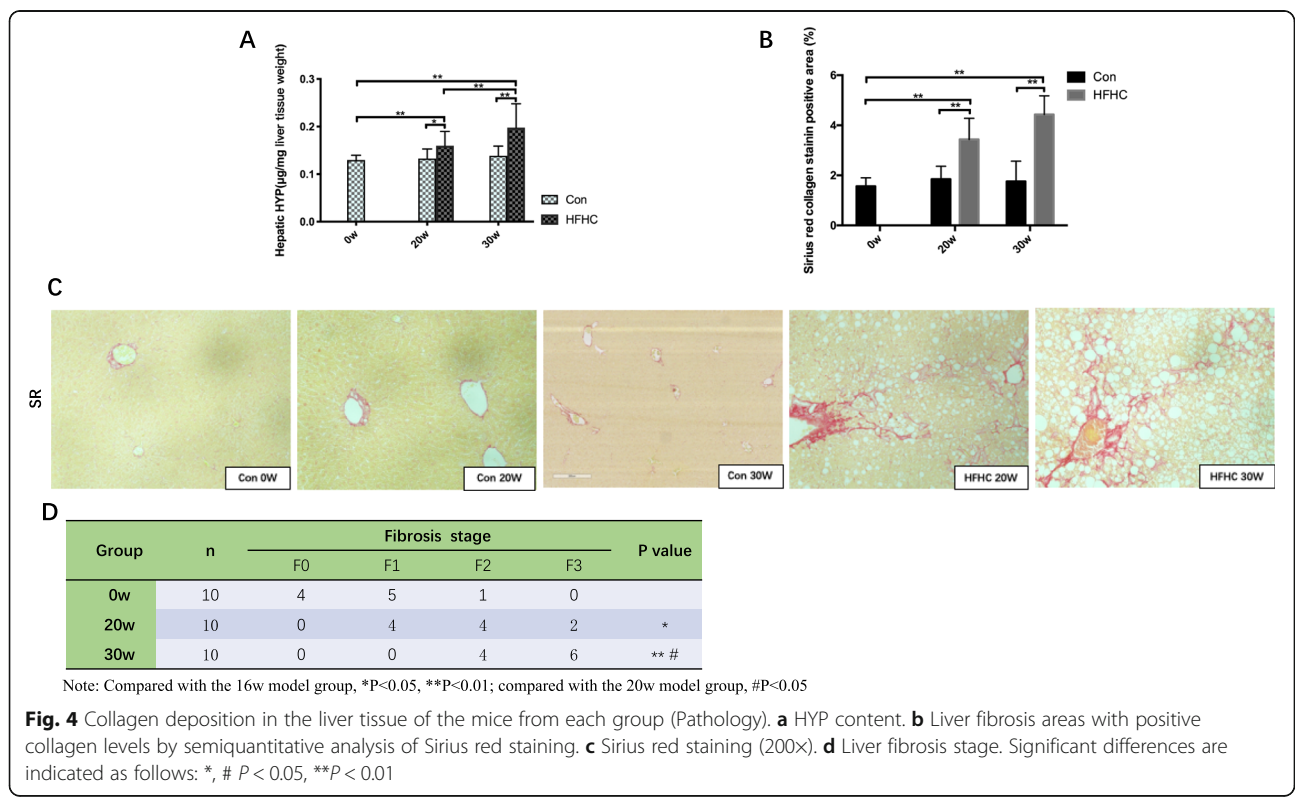 A
Hepatic HYP(μg/mg liver tissue weight)
0.3
0.2
0.1
0.0
**
**
**
**
*
0w
20w
30w
Con
HFHC
B
Sirius red collagen stainin positive area (%)
6
4
2
0
**
**
**
**
0w
20w
30w
Con
HFHC
C
SR
Con 0W
Con 20W
Con 30W
HFHC 20W
HFHC 30W
D
Group n Fibrosis stage P value
F0 F1 F2 F3
0w 10 4 5 1 0
20w 10 0 4 4 2 *
30w 10 0 0 4 6 ** #
Note: Compared with the 16w model group, *P<0.05, **P<0.01; compared with the 20w model group, #P<0.05
Fig. 4 Collagen deposition in the liver tissue of the mice from each group (Pathology). a HYP content. b Liver fibrosis areas with positive
collagen levels by semiquantitative analysis of Sirius red staining. c Sirius red staining (200×). d Liver fibrosis stage. Significant differences are
indicated as follows: *, # P < 0.05, **P < 0.01